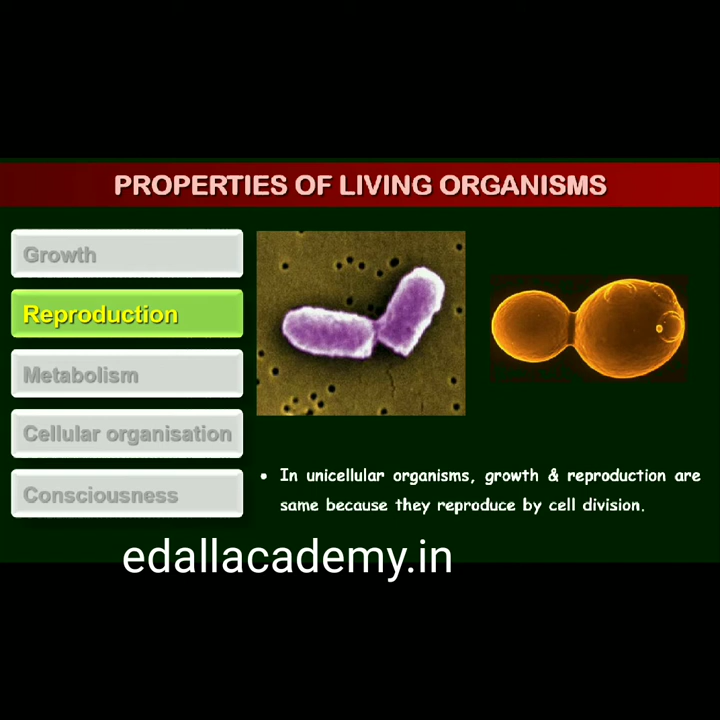 PROPERTIES OF LIVING ORGANISMS
Growth
Reproduction
Metabolism
Cellular organisation
Consciousness
• In unicellular organisms, growth & reproduction are
same because they reproduce by cell division.
edallacademy.in